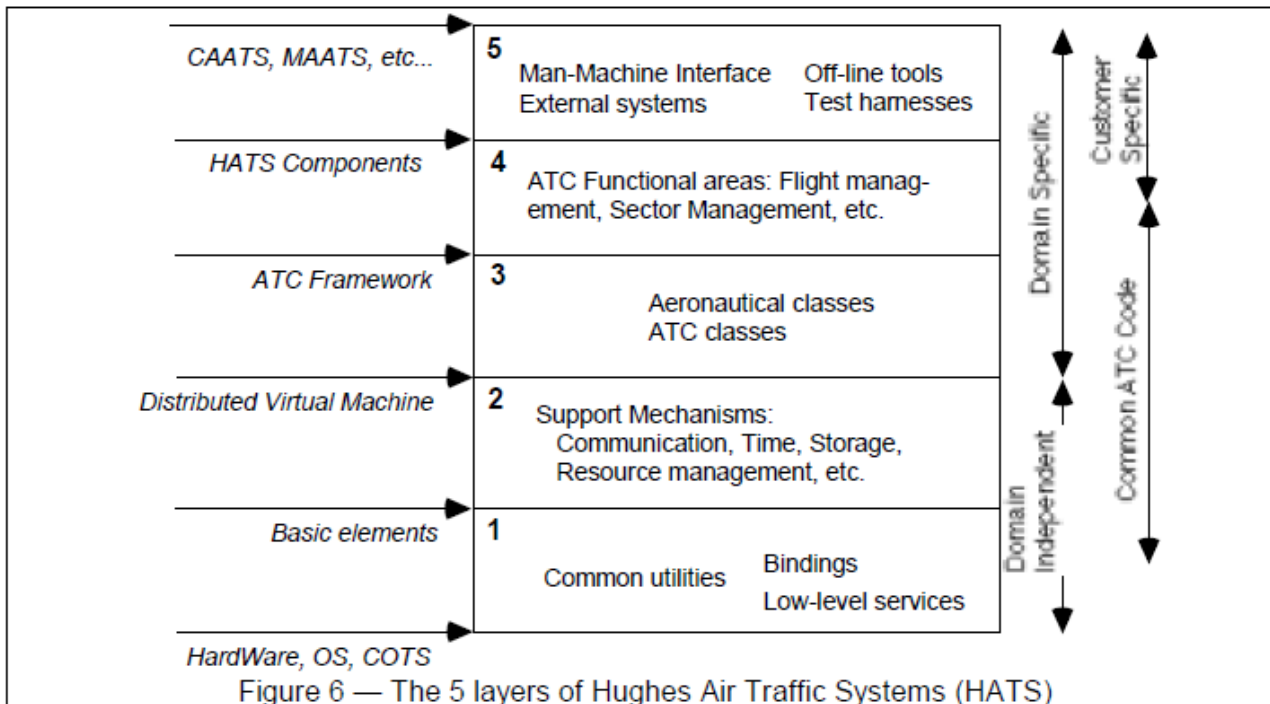 CAATS, MAATS, etc...
5
Man-Machine Interface
External systems
Off-line tools
Test harnesses
HATS Components
4
ATC Functional areas: Flight manag-
ement, Sector Management, etc.
ATC Framework
3
Aeronautical classes
ATC classes
Distributed Virtual Machine
2
Support Mechanisms:
Communication, Time, Storage,
Resource management, etc.
Basic elements
1
Common utilities
Bindings
Low-level services
HardWare, OS, COTS
Domain Specific
Domain
Independent
Customer
Specific
Common ATC Code
Figure 6 — The 5 layers of Hughes Air Traffic Systems (HATS)